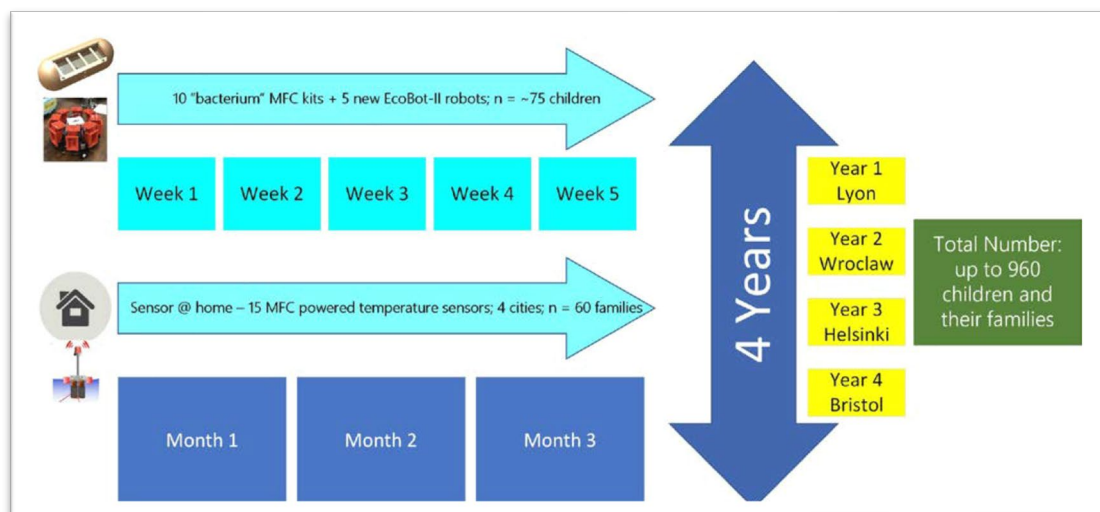 10 "bacterium" MFC kits + 5 new EcoBot-II robots; n = ~75 children
Week 1
Week 2
Week 3
Week 4
Week 5
Sensor @ home – 15 MFC powered temperature sensors; 4 cities; n = 60 families
Month 1
Month 2
Month 3
4 Years
Year 1
Lyon
Year 2
Wroclaw
Year 3
Helsinki
Year 4
Bristol
Total Number:
up to 960
children and
their families